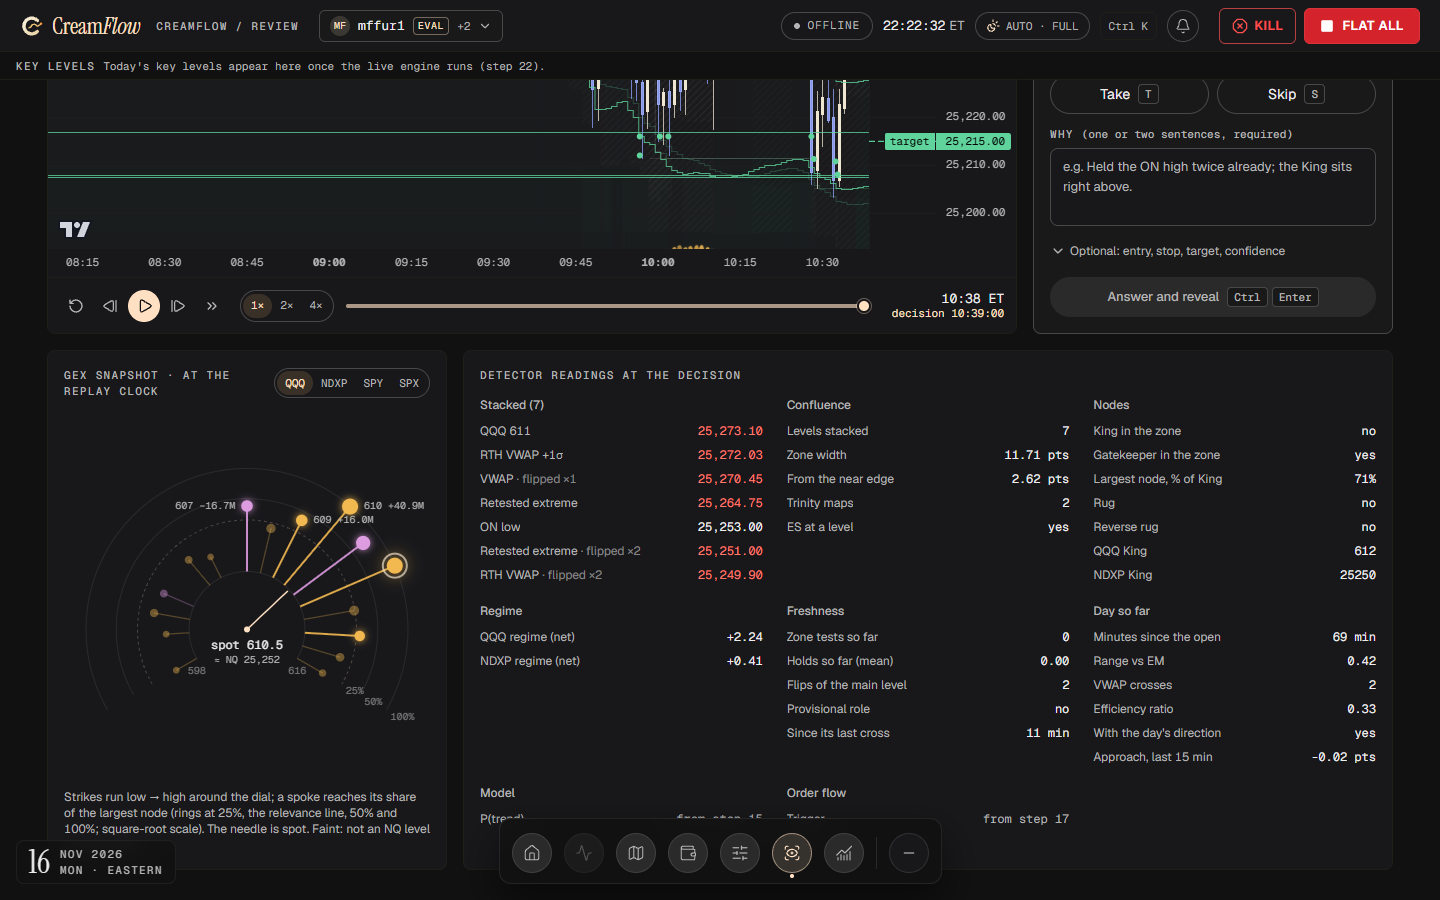 CreamFlow CREAMFLOW / REVIEW MF mffur1 EVAL +2 OFFLINE 22:22:32 ET AUTO · FULL Ctrl K KILL FLAT ALL
KEY LEVELS Today's key levels appear here once the live engine runs (step 22).
25,220.00
target 25,215.00
25,210.00
25,200.00
08:15 08:30 08:45 09:00 09:15 09:30 09:45 10:00 10:15 10:30
1× 2× 4× 10:38 ET
decision 10:39:00
Take T Skip S
WHY (one or two sentences, required)
e.g. Held the ON high twice already; the King sits
right above.
Optional: entry, stop, target, confidence
Answer and reveal Ctrl Enter
GEX SNAPSHOT · AT THE
REPLAY CLOCK
QQQ NDXP SPY SPX
607 −16.7M 610 +40.9M
609 +16.0M
spot 610.5
≈ NQ 25,252
598 616
25%
50%
100%
Strikes run low → high around the dial; a spoke reaches its share
of the largest node (rings at 25%, the relevance line, 50% and
100%; square-root scale). The needle is spot. Faint: not an NQ level
DETECTOR READINGS AT THE DECISION
Stacked (7)
QQQ 611 25,273.10
RTH VWAP +1σ 25,272.03
VWAP · flipped ×1 25,270.45
Retested extreme 25,264.75
ON low 25,253.00
Retested extreme · flipped ×2 25,251.00
RTH VWAP · flipped ×2 25,249.90
Confluence
Levels stacked 7
Zone width 11.71 pts
From the near edge 2.62 pts
Trinity maps 2
ES at a level yes
Nodes
King in the zone no
Gatekeeper in the zone yes
Largest node, % of King 71%
Rug no
Reverse rug no
QQQ King 612
NDXP King 25250
Regime
QQQ regime (net) +2.24
NDXP regime (net) +0.41
Freshness
Zone tests so far 0
Holds so far (mean) 0.00
Flips of the main level 2
Provisional role no
Since its last cross 11 min
Day so far
Minutes since the open 69 min
Range vs EM 0.42
VWAP crosses 2
Efficiency ratio 0.33
With the day's direction yes
Approach, last 15 min −0.02 pts
Model
P(trend) from step 15
Order flow
Trigger from step 17
16 NOV 2026
MON · EASTERN